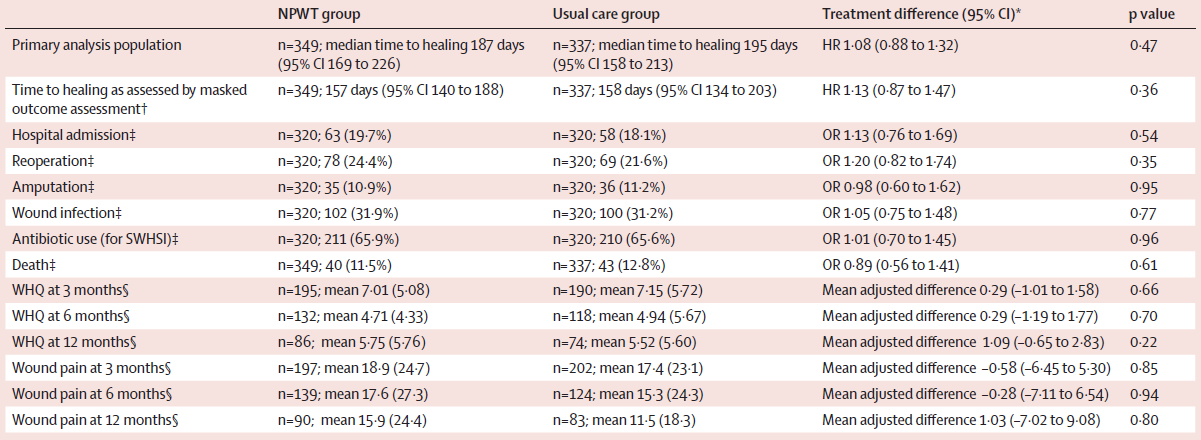 NPWT group Usual care group Treatment difference (95% CI)* p value
Primary analysis population n=349; median time to healing 187 days n=337; median time to healing 195 days HR 1·08 (0·88 to 1·32) 0·47
(95% CI 169 to 226) (95% CI 158 to 213)
Time to healing as assessed by masked n=349; 157 days (95% CI 140 to 188) n=337; 158 days (95% CI 134 to 203) HR 1·13 (0·87 to 1·47) 0·36
outcome assessment†
Hospital admission‡ n=320; 63 (19·7%) n=320; 58 (18·1%) OR 1·13 (0·76 to 1·69) 0·54
Reoperation‡ n=320; 78 (24·4%) n=320; 69 (21·6%) OR 1·20 (0·82 to 1·74) 0·35
Amputation‡ n=320; 35 (10·9%) n=320; 36 (11·2%) OR 0·98 (0·60 to 1·62) 0·95
Wound infection‡ n=320; 102 (31·9%) n=320; 100 (31·2%) OR 1·05 (0·75 to 1·48) 0·77
Antibiotic use (for SWHSI)‡ n=320; 211 (65·9%) n=320; 210 (65·6%) OR 1·01 (0·70 to 1·45) 0·96
Death‡ n=349; 40 (11·5%) n=337; 43 (12·8%) OR 0·89 (0·56 to 1·41) 0·61
WHQ at 3 months§ n=195; mean 7·01 (5·08) n=190; mean 7·15 (5·72) Mean adjusted difference 0·29 (–1·01 to 1·58) 0·66
WHQ at 6 months§ n=132; mean 4·71 (4·33) n=118; mean 4·94 (5·67) Mean adjusted difference 0·29 (–1·19 to 1·77) 0·70
WHQ at 12 months§ n=86; mean 5·75 (5·76) n=74; mean 5·52 (5·60) Mean adjusted difference 1·09 (–0·65 to 2·83) 0·22
Wound pain at 3 months§ n=197; mean 18·9 (24·7) n=202; mean 17·4 (23·1) Mean adjusted difference –0·58 (–6·45 to 5·30) 0·85
Wound pain at 6 months§ n=139; mean 17·6 (27·3) n=124; mean 15·3 (24·3) Mean adjusted difference –0·28 (–7·11 to 6·54) 0·94
Wound pain at 12 months§ n=90; mean 15·9 (24·4) n=83; mean 11·5 (18·3) Mean adjusted difference 1·03 (–7·02 to 9·08) 0·80